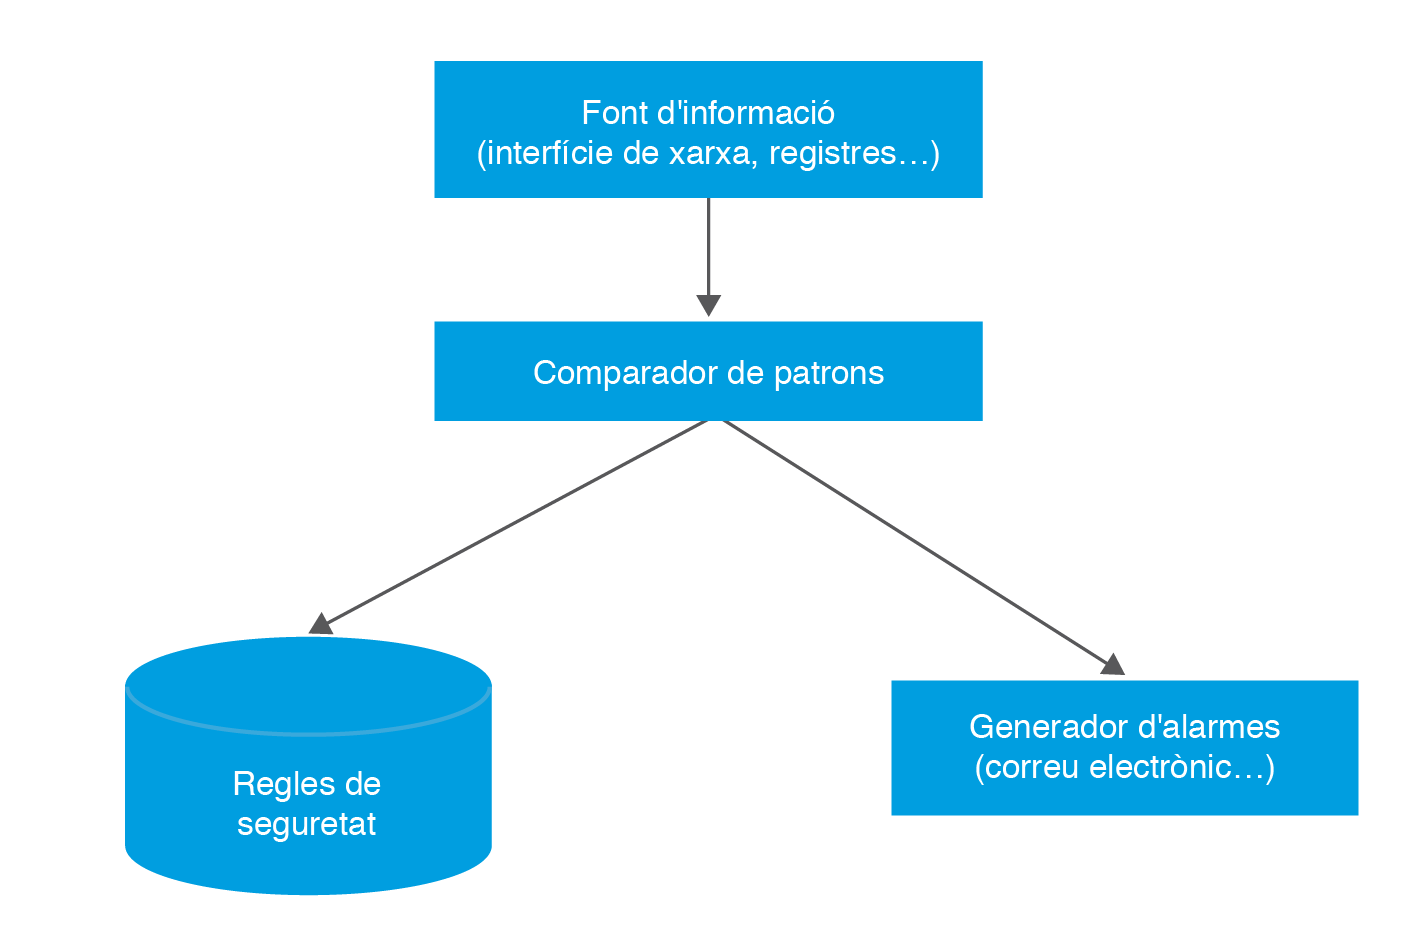 Font d'informació
(interfície de xarxa, registres…)
Comparador de patrons
Regles de
seguretat
Generador d'alarmes
(correu electrònic…)